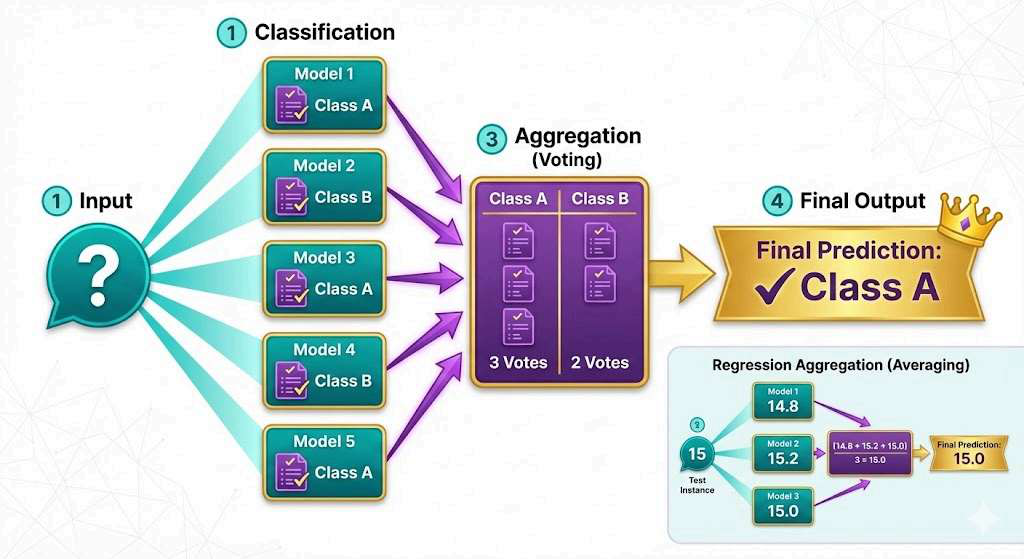 1 Classification
1 Input
?
Model 1
Class A
Model 2
Class B
Model 3
Class A
Model 4
Class B
Model 5
Class A
3 Aggregation
(Voting)
Class A Class B
3 Votes 2 Votes
4 Final Output
Final Prediction:
✓ Class A
Regression Aggregation (Averaging)
15
Test
Instance
Model 1
14.8
Model 2
15.2
Model 3
15.0
(14.8 + 15.2 + 15.0)
3 = 15.0
Final Prediction:
15.0